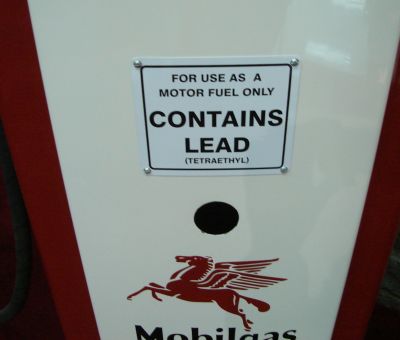 FOR USE AS A
MOTOR FUEL ONLY
CONTAINS
LEAD
(TETRAETHYL)
Mobilgas